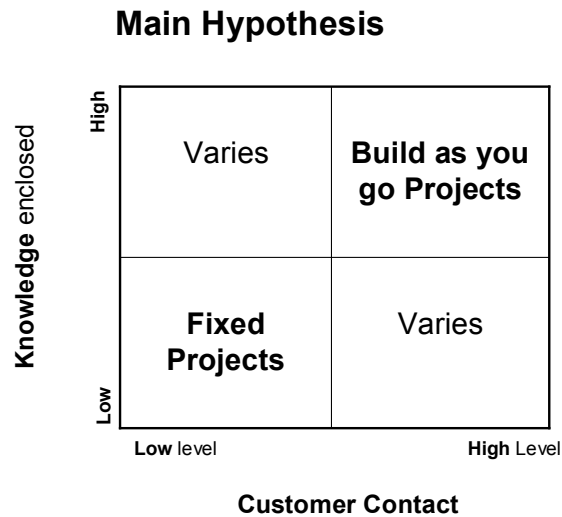 Main Hypothesis
Knowledge enclosed
High
Low
Varies
Build as you
go Projects
Fixed
Projects
Varies
Low level
High Level
Customer Contact